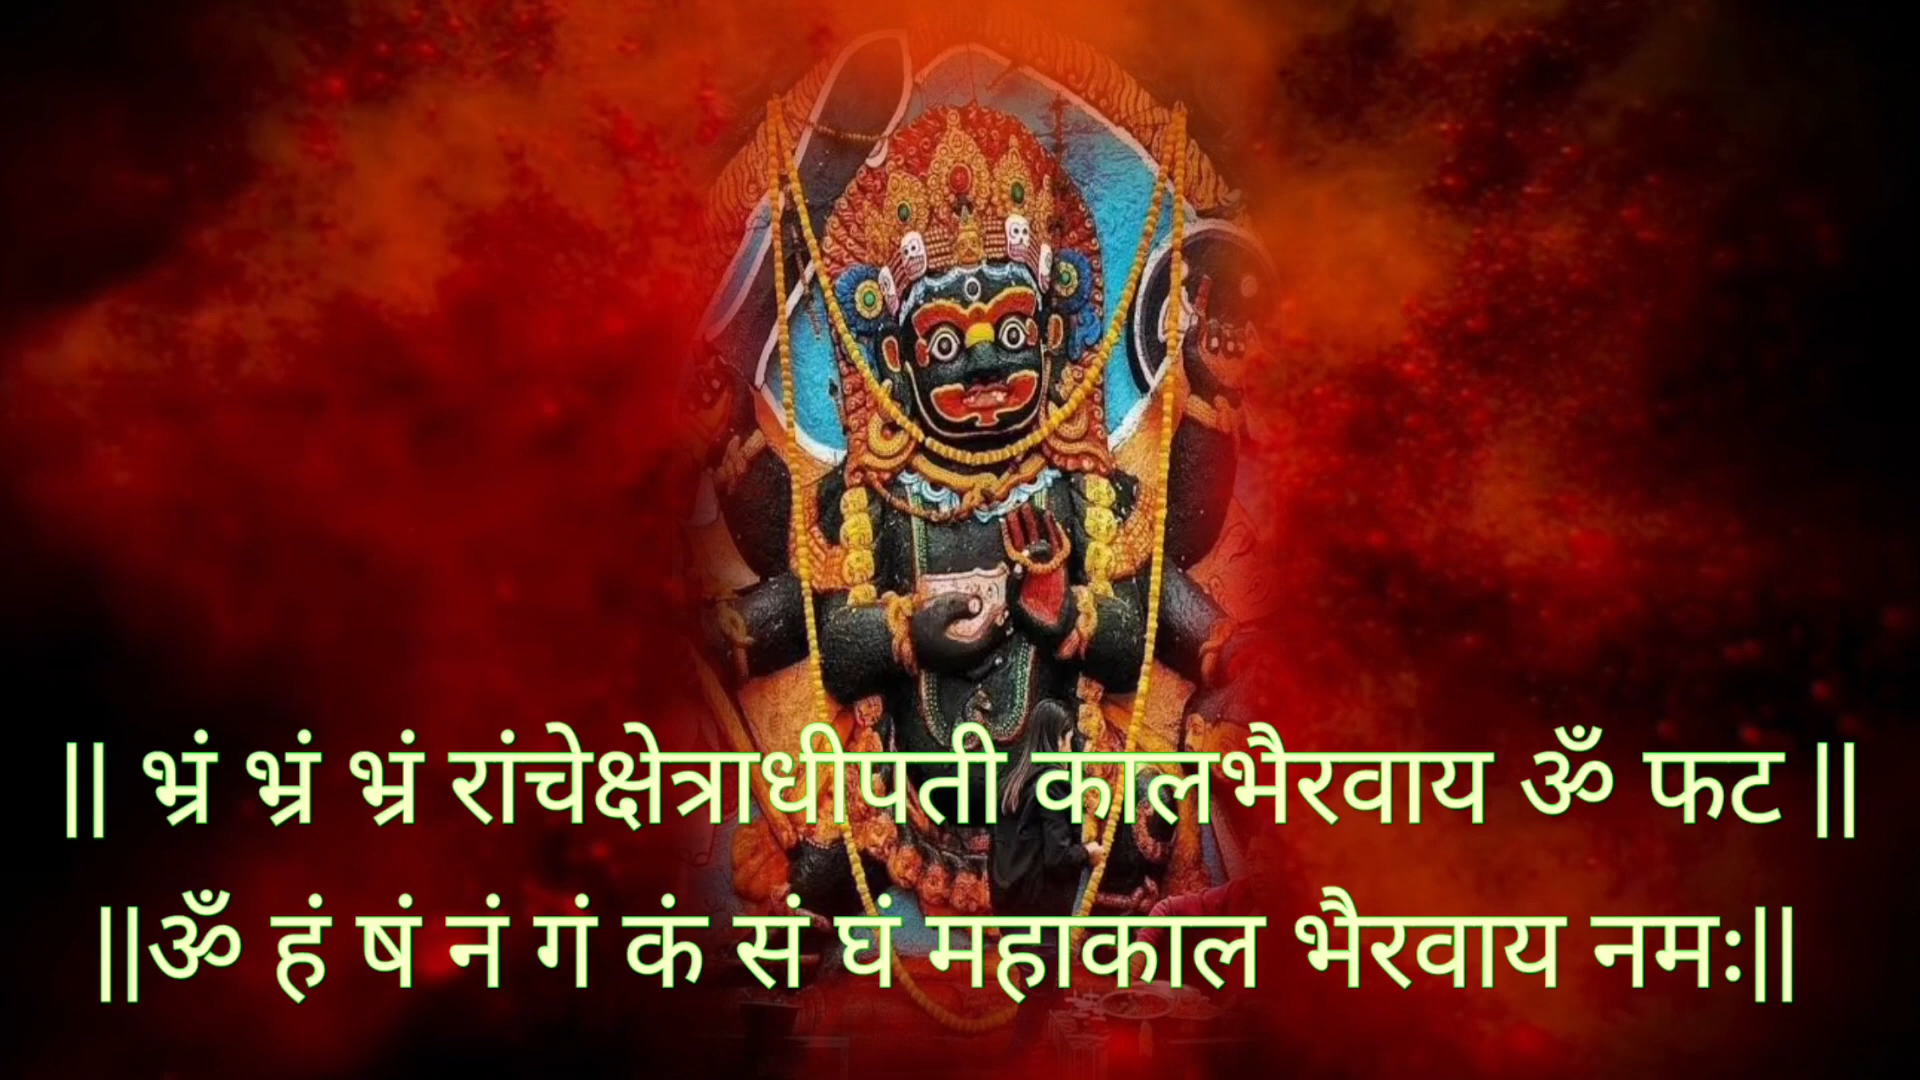 || भ्रं भ्रं भ्रं रांचेक्षेत्राधीपती कालभैरवाय ॐ फट ||
||ॐ हं षं नं गं कं सं घं महाकाल भैरवाय नमः||